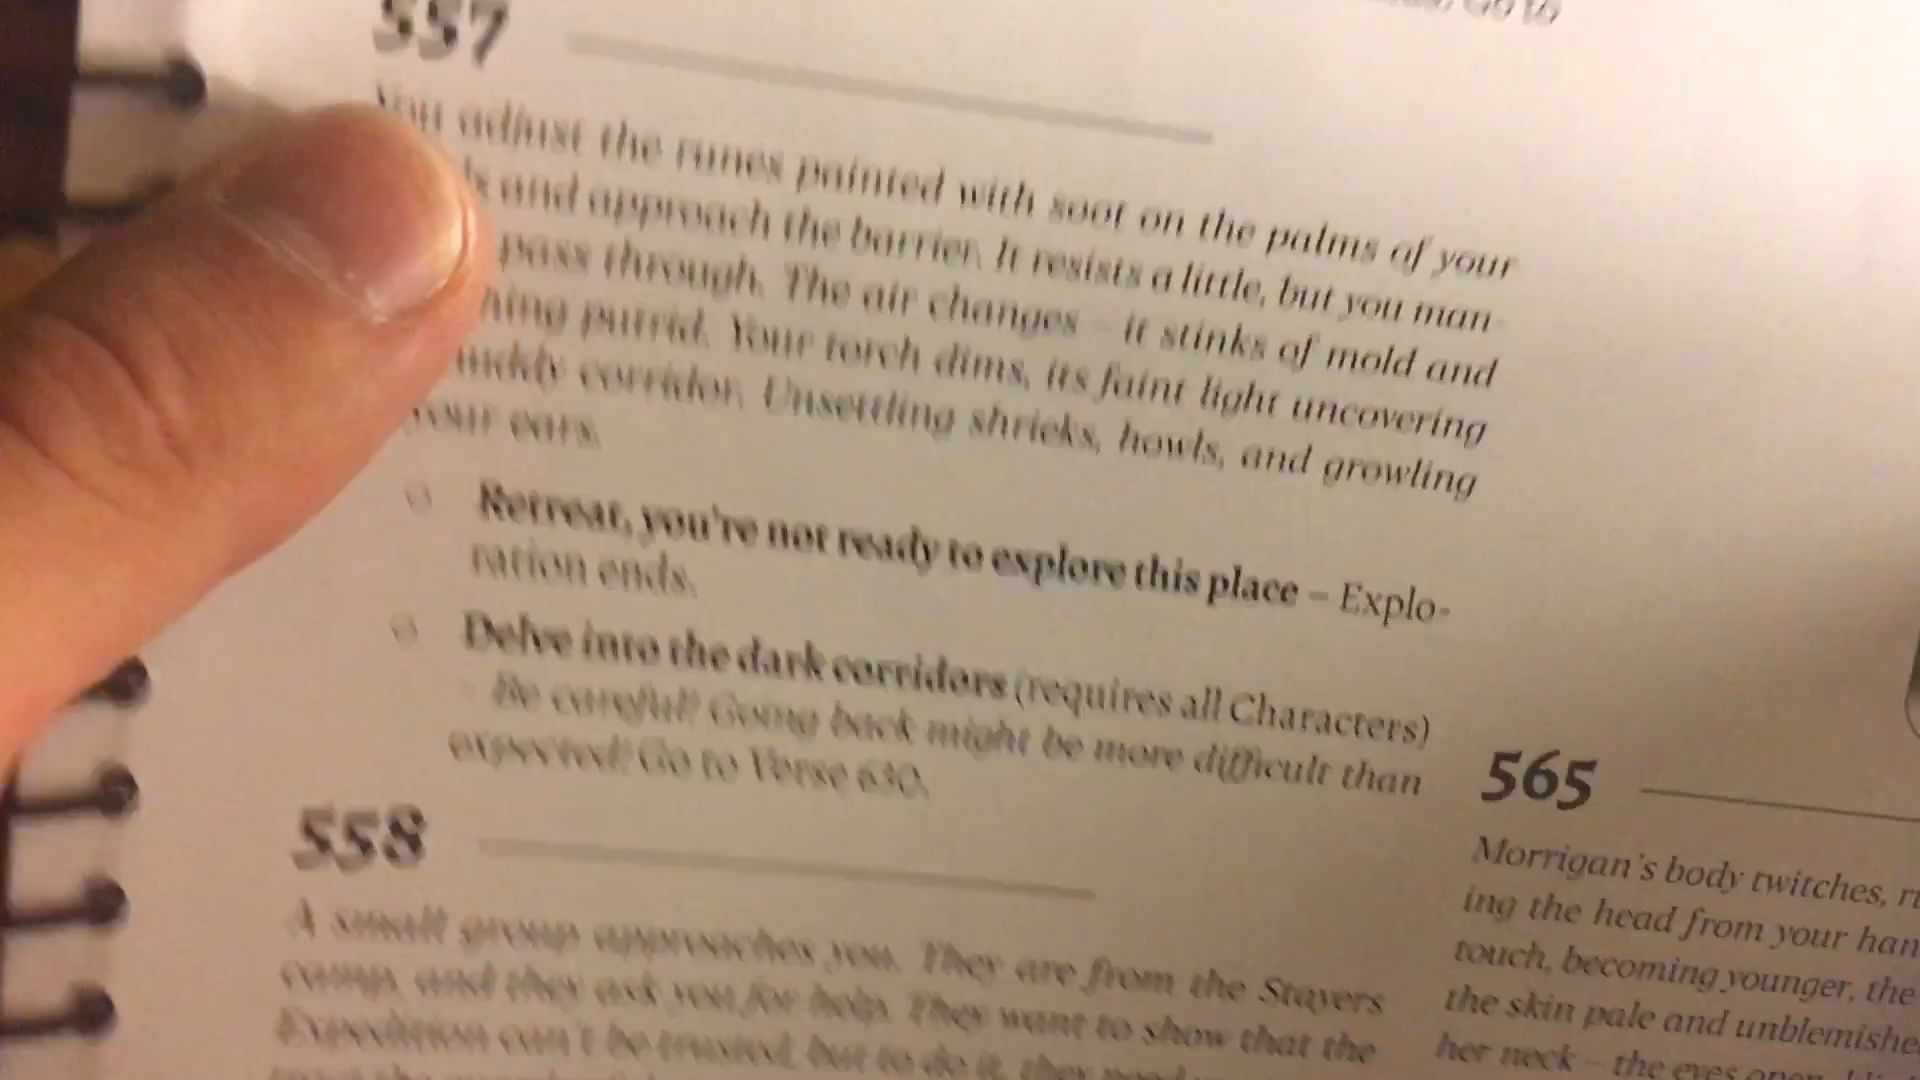 Go to
557
You adjust the runes painted with soot on the palms of your
and approach the barrier. It resists a little, but you man-
pass through. The air changes – it stinks of mold and
putrid. Your torch dims, its faint light uncovering
corridor. Unsettling shrieks, howls, and growling
your ears.
Retreat, you're not ready to explore this place – Explo-
ration ends.
Delve into the dark corridors (requires all Characters)
– Be careful! Going back might be more difficult than
expected! Go to Verse 630.
558
A small group approaches you. They are from the Stayers
camp, and they ask you for help. They want to show that the
Expedition can't be trusted, but to do it, they need
565
Morrigan's body twitches,
ing the head from your
touch, becoming younger, the
the skin pale and
her neck – the eyes open,